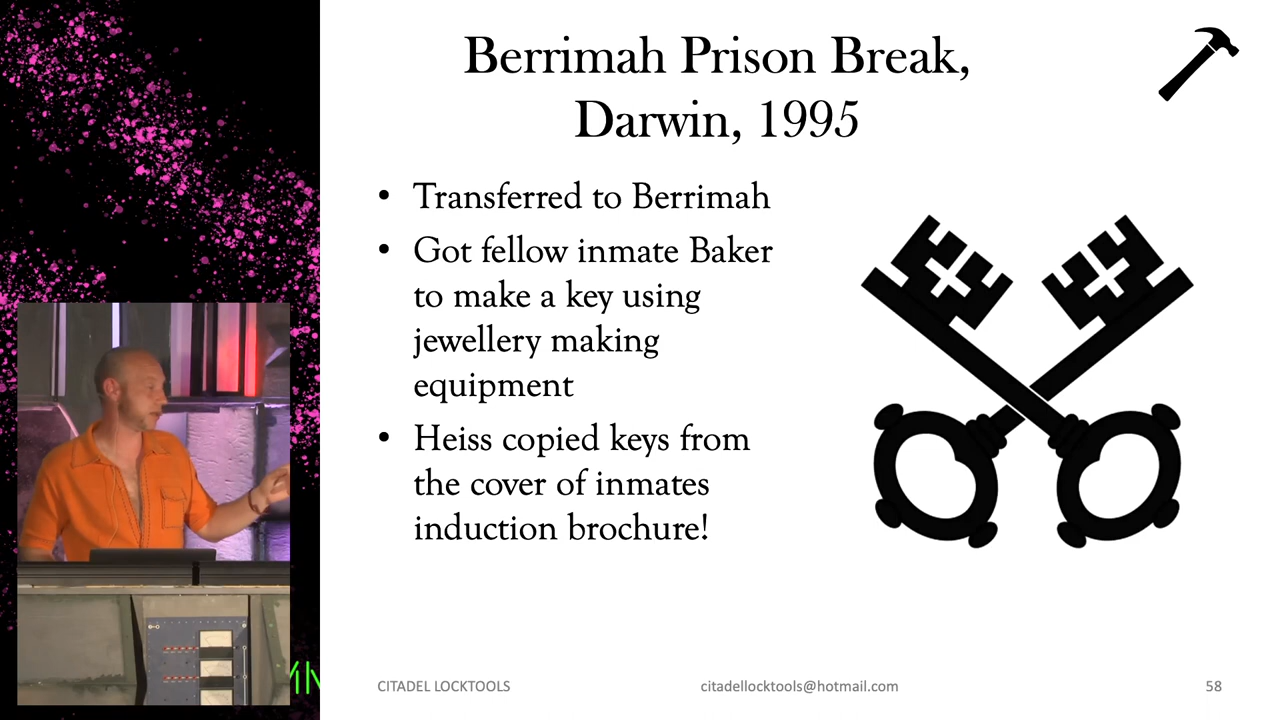 Berrimah Prison Break,
Darwin, 1995
• Transferred to Berrimah
• Got fellow inmate Baker
to make a key using
jewellery making
equipment
• Heiss copied keys from
the cover of inmates
induction brochure!
CITADEL LOCKTOOLS
citadellocktools@hotmail.com
58